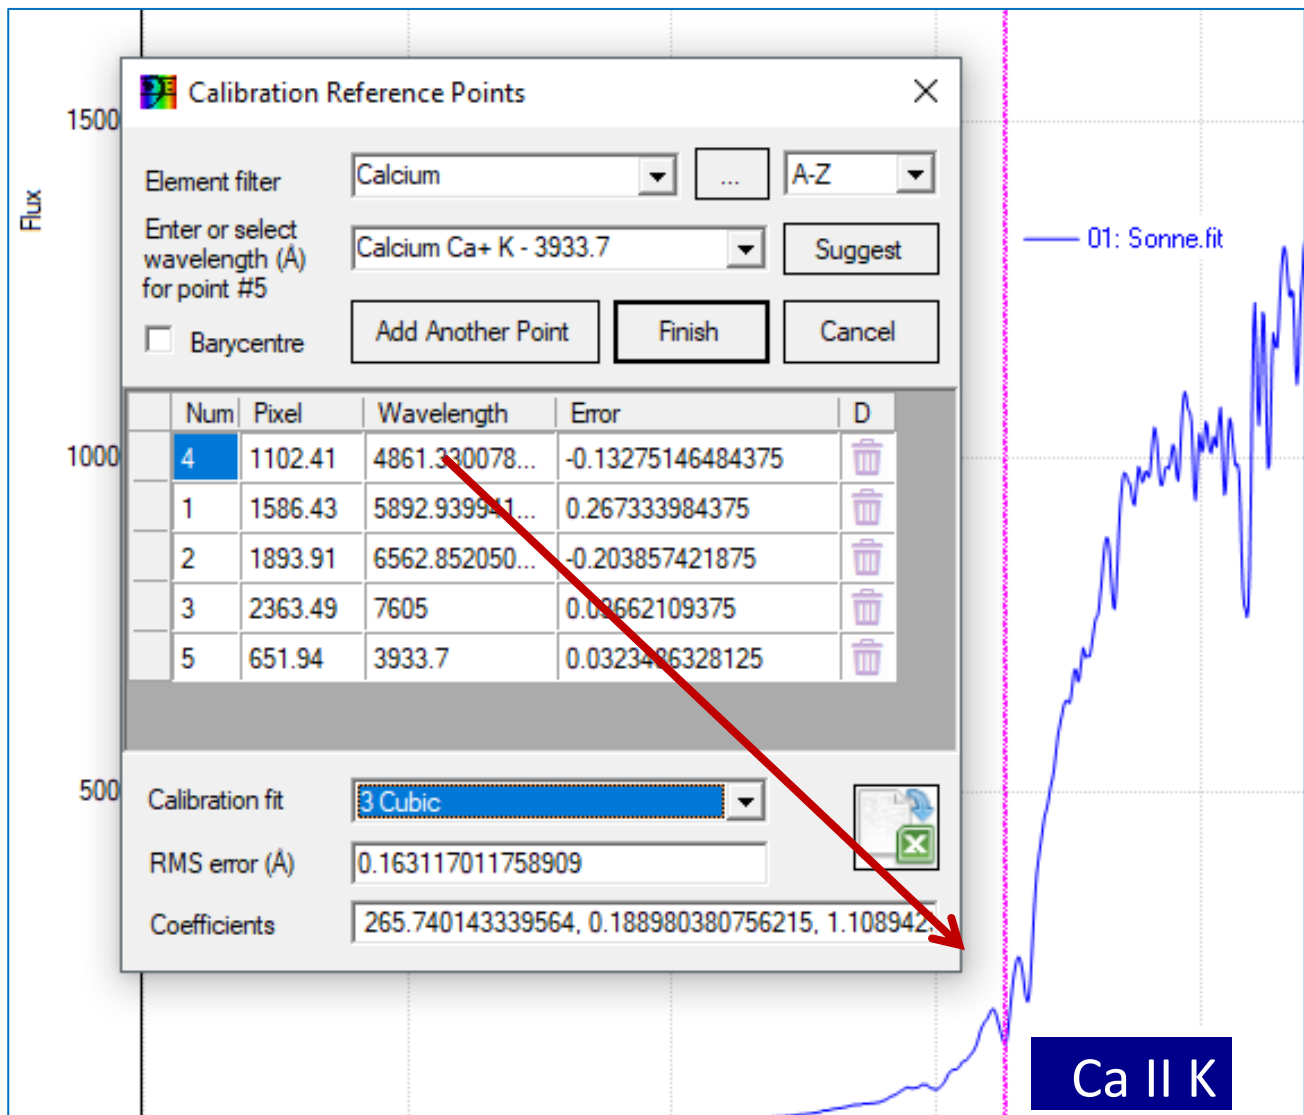 Calibration Reference Points
1500
Element filter
Calcium
...
A-Z
Flux
Enter or select
wavelength (Å)
for point #5
Calcium Ca+ K - 3933.7
Suggest
01: Sonne.fit
Barycentre
Add Another Point
Finish
Cancel
Num Pixel Wavelength Error D
1000
4 1102.41 4861.330078... -0.13275146484375
1 1586.43 5892.939941... 0.267333984375
2 1893.91 6562.852050... -0.203857421875
3 2363.49 7605 0.03662109375
5 651.94 3933.7 0.0323486328125
500
Calibration fit
3 Cubic
RMS error (Å)
0.163117011758909
Coefficients
265.740143339564, 0.188980380756215, 1.108942
Ca II K